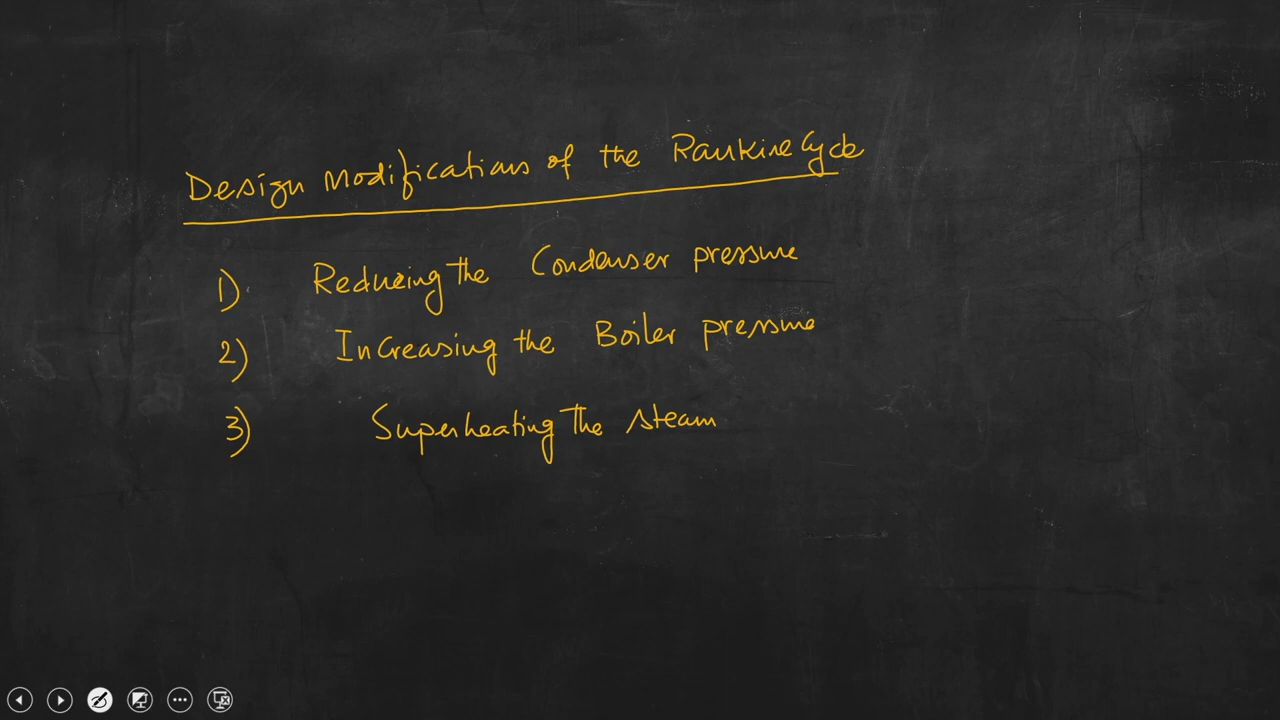 Design Modifications of the Rankine Cycle
1) Reducing the Condenser pressure
2) Increasing the Boiler pressure
3) Superheating the steam